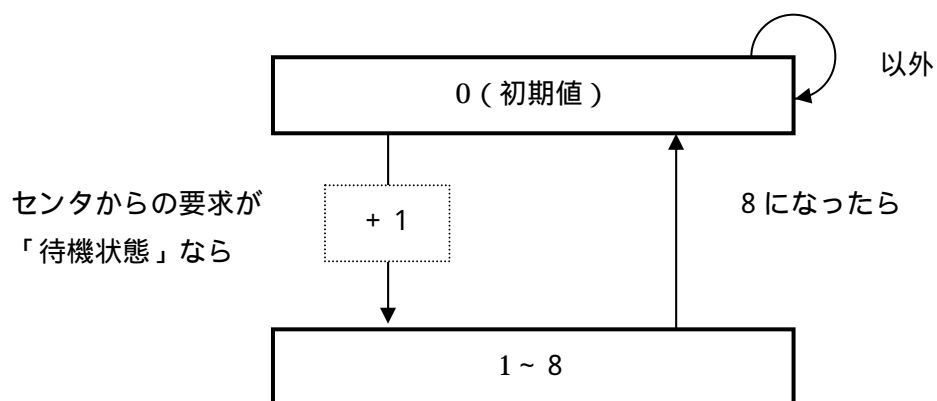 以外
0 ( 初期値 )
センタからの要求が
「待機状態」なら
+ 1
8 になったら
1 ~ 8